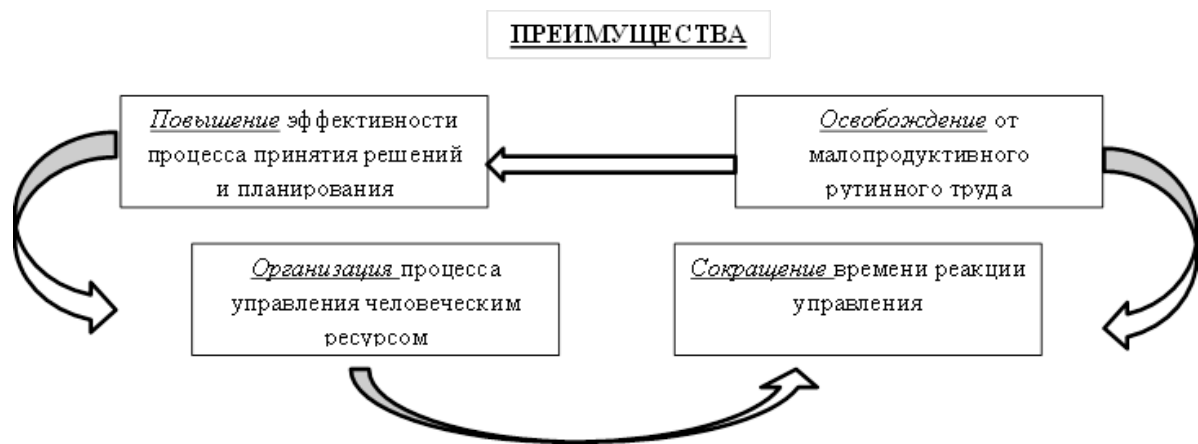 ПРЕИМУЩЕСТВА
Повышение эффективности
процесса принятия решений
и планирования
Освобождение от
малопродуктивного
рутинного труда
Организация процесса
управления человеческим
ресурсом
Сокращение времени реакции
управления